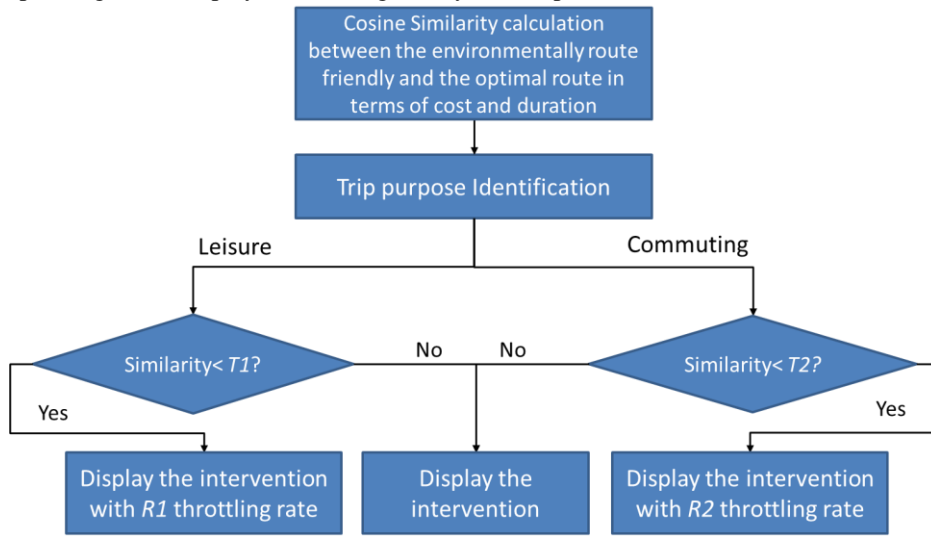 Cosine Similarity calculation
between the environmentally route
friendly and the optimal route in
terms of cost and duration
Trip purpose Identification
Leisure
Commuting
Similarity< T1?
No
No
Similarity< T2?
Yes
Yes
Display the intervention
with R1 throttling rate
Display the
intervention
Display the intervention
with R2 throttling rate